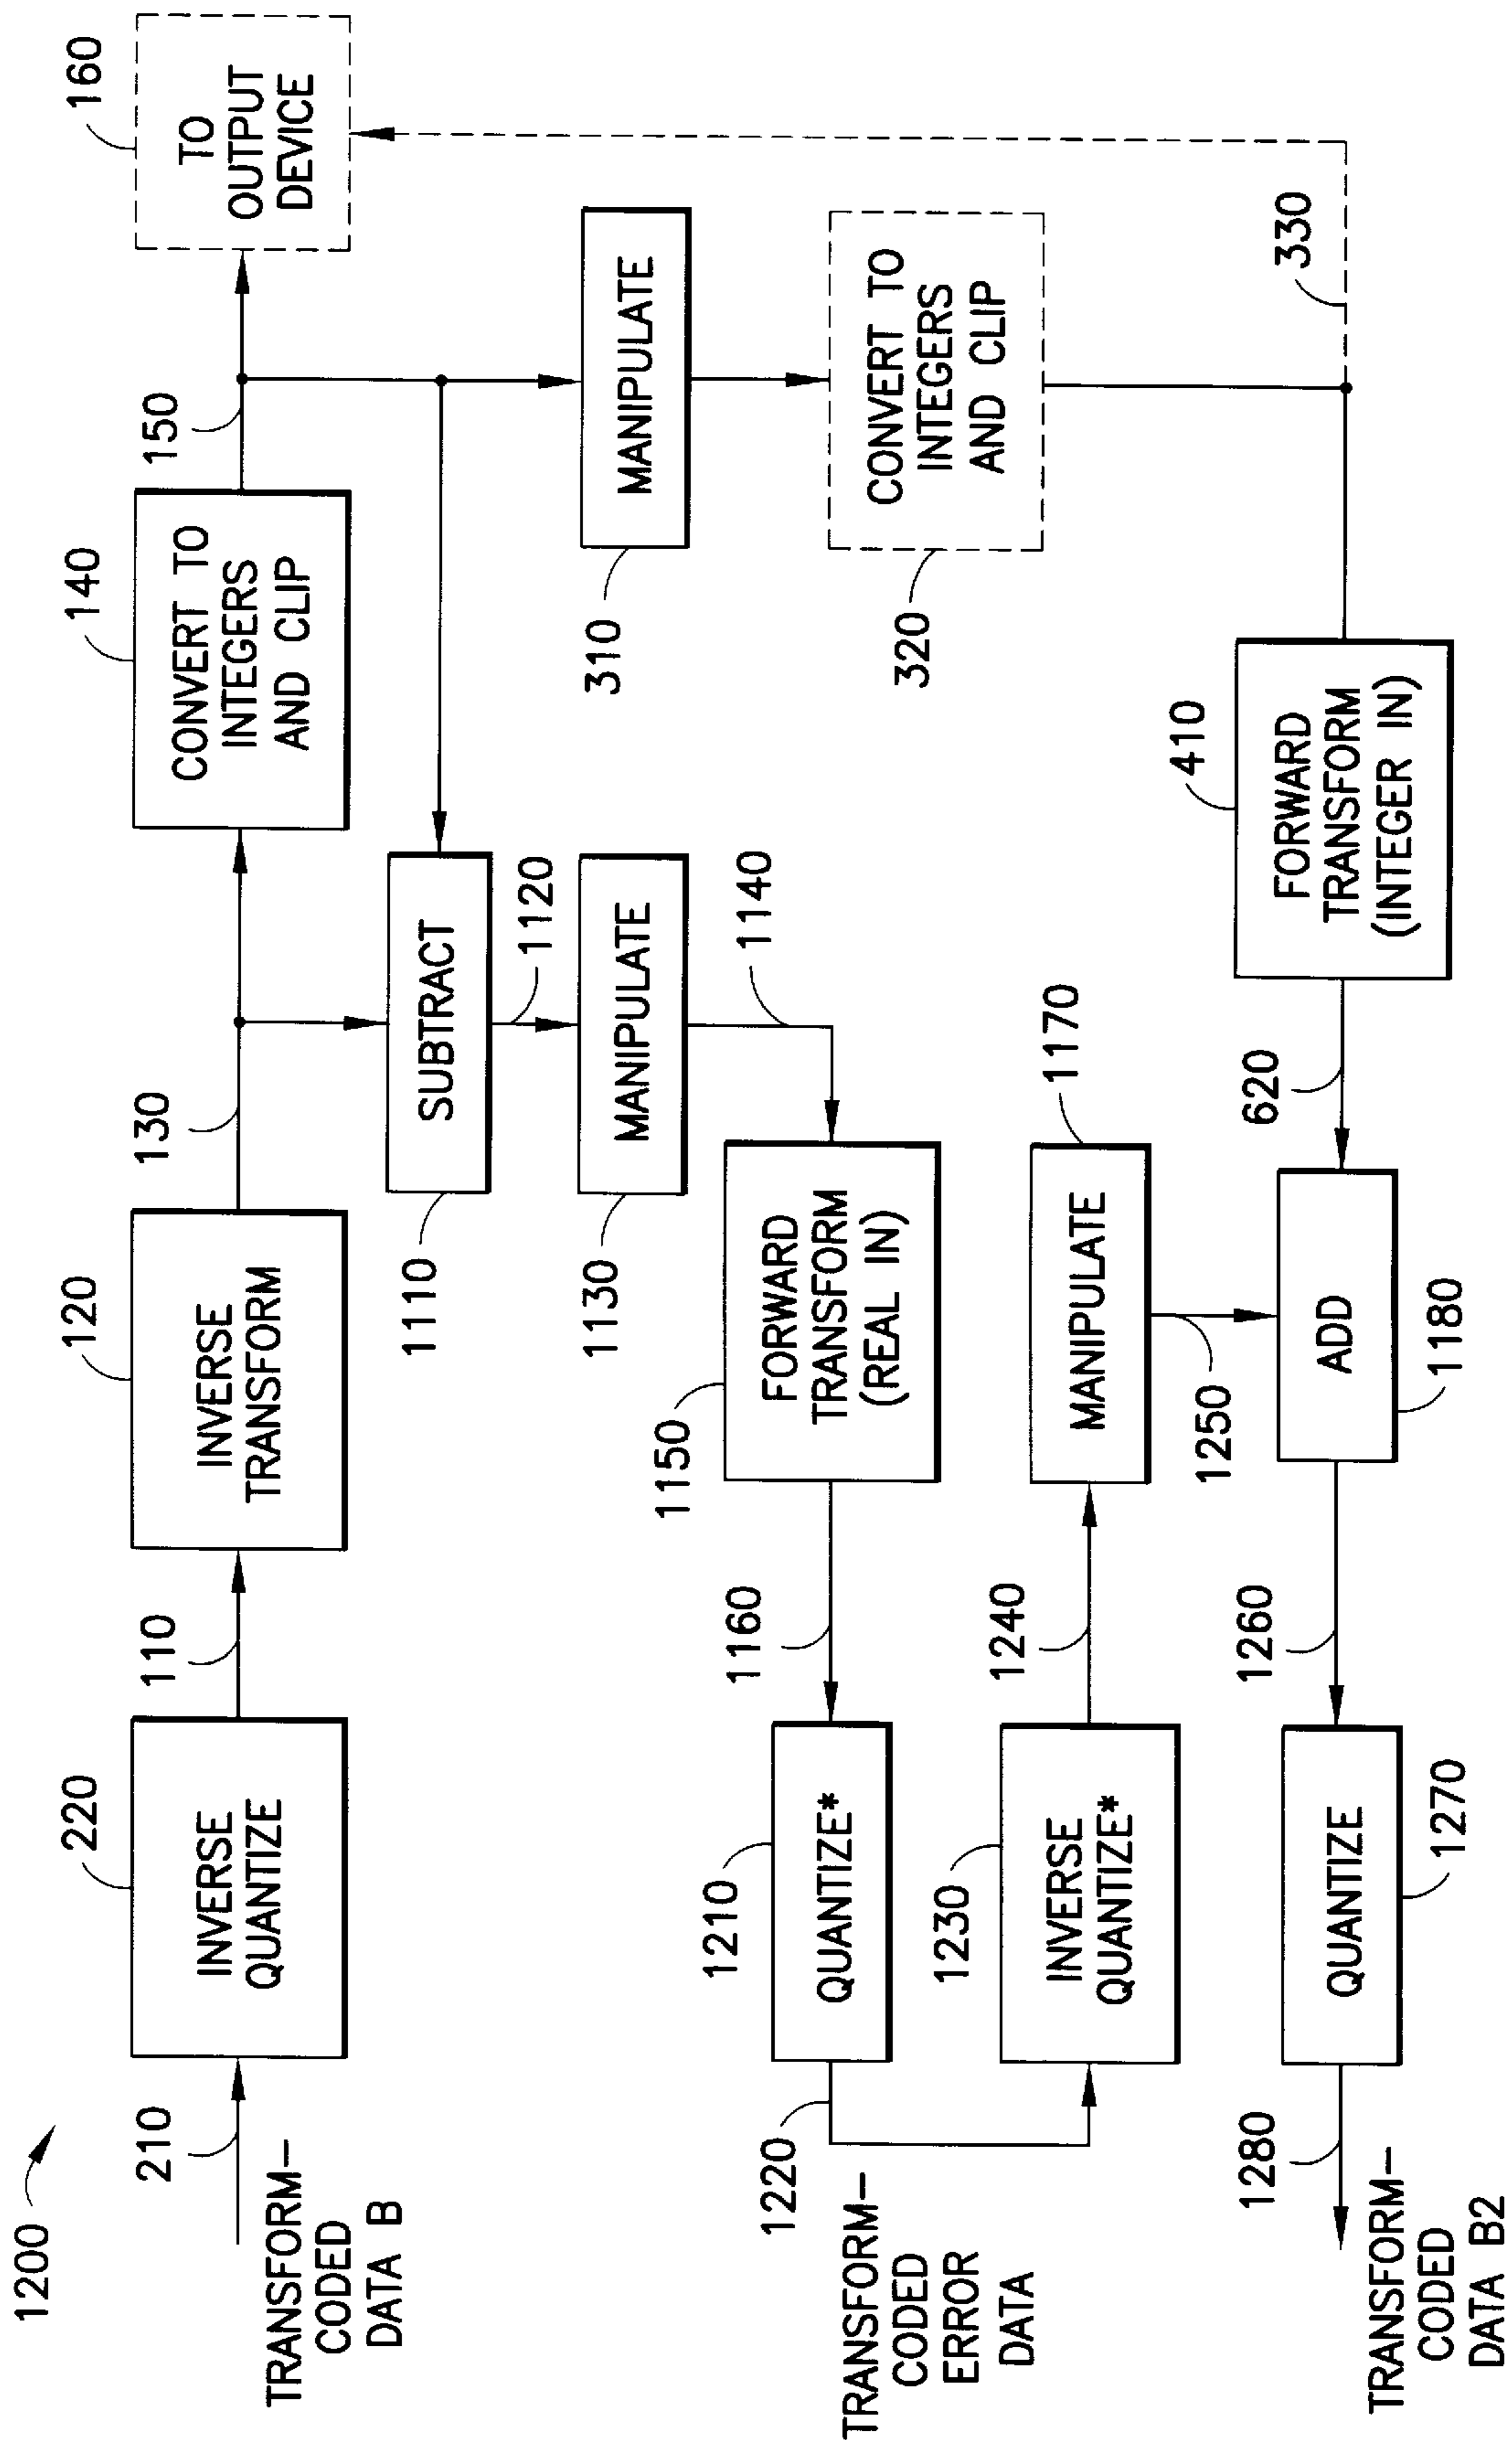 1200
210
TRANSFORM-
CODED
DATA B
220
INVERSE
QUANTIZE
110
120
INVERSE
TRANSFORM
130
140
CONVERT TO
INTEGERS
AND CLIP
150
160
TO
OUTPUT
DEVICE
1110
SUBTRACT
1120
1130
MANIPULATE
1140
310
MANIPULATE
320
CONVERT TO
INTEGERS
AND CLIP
330
1150
FORWARD
TRANSFORM
(REAL IN)
1160
1210
QUANTIZE*
1220
TRANSFORM-
CODED
ERROR
DATA
1230
INVERSE
QUANTIZE*
1240
MANIPULATE
1170
1250
410
FORWARD
TRANSFORM
(INTEGER IN)
620
ADD
1180
1260
QUANTIZE
1270
1280
TRANSFORM-
CODED
DATA B2